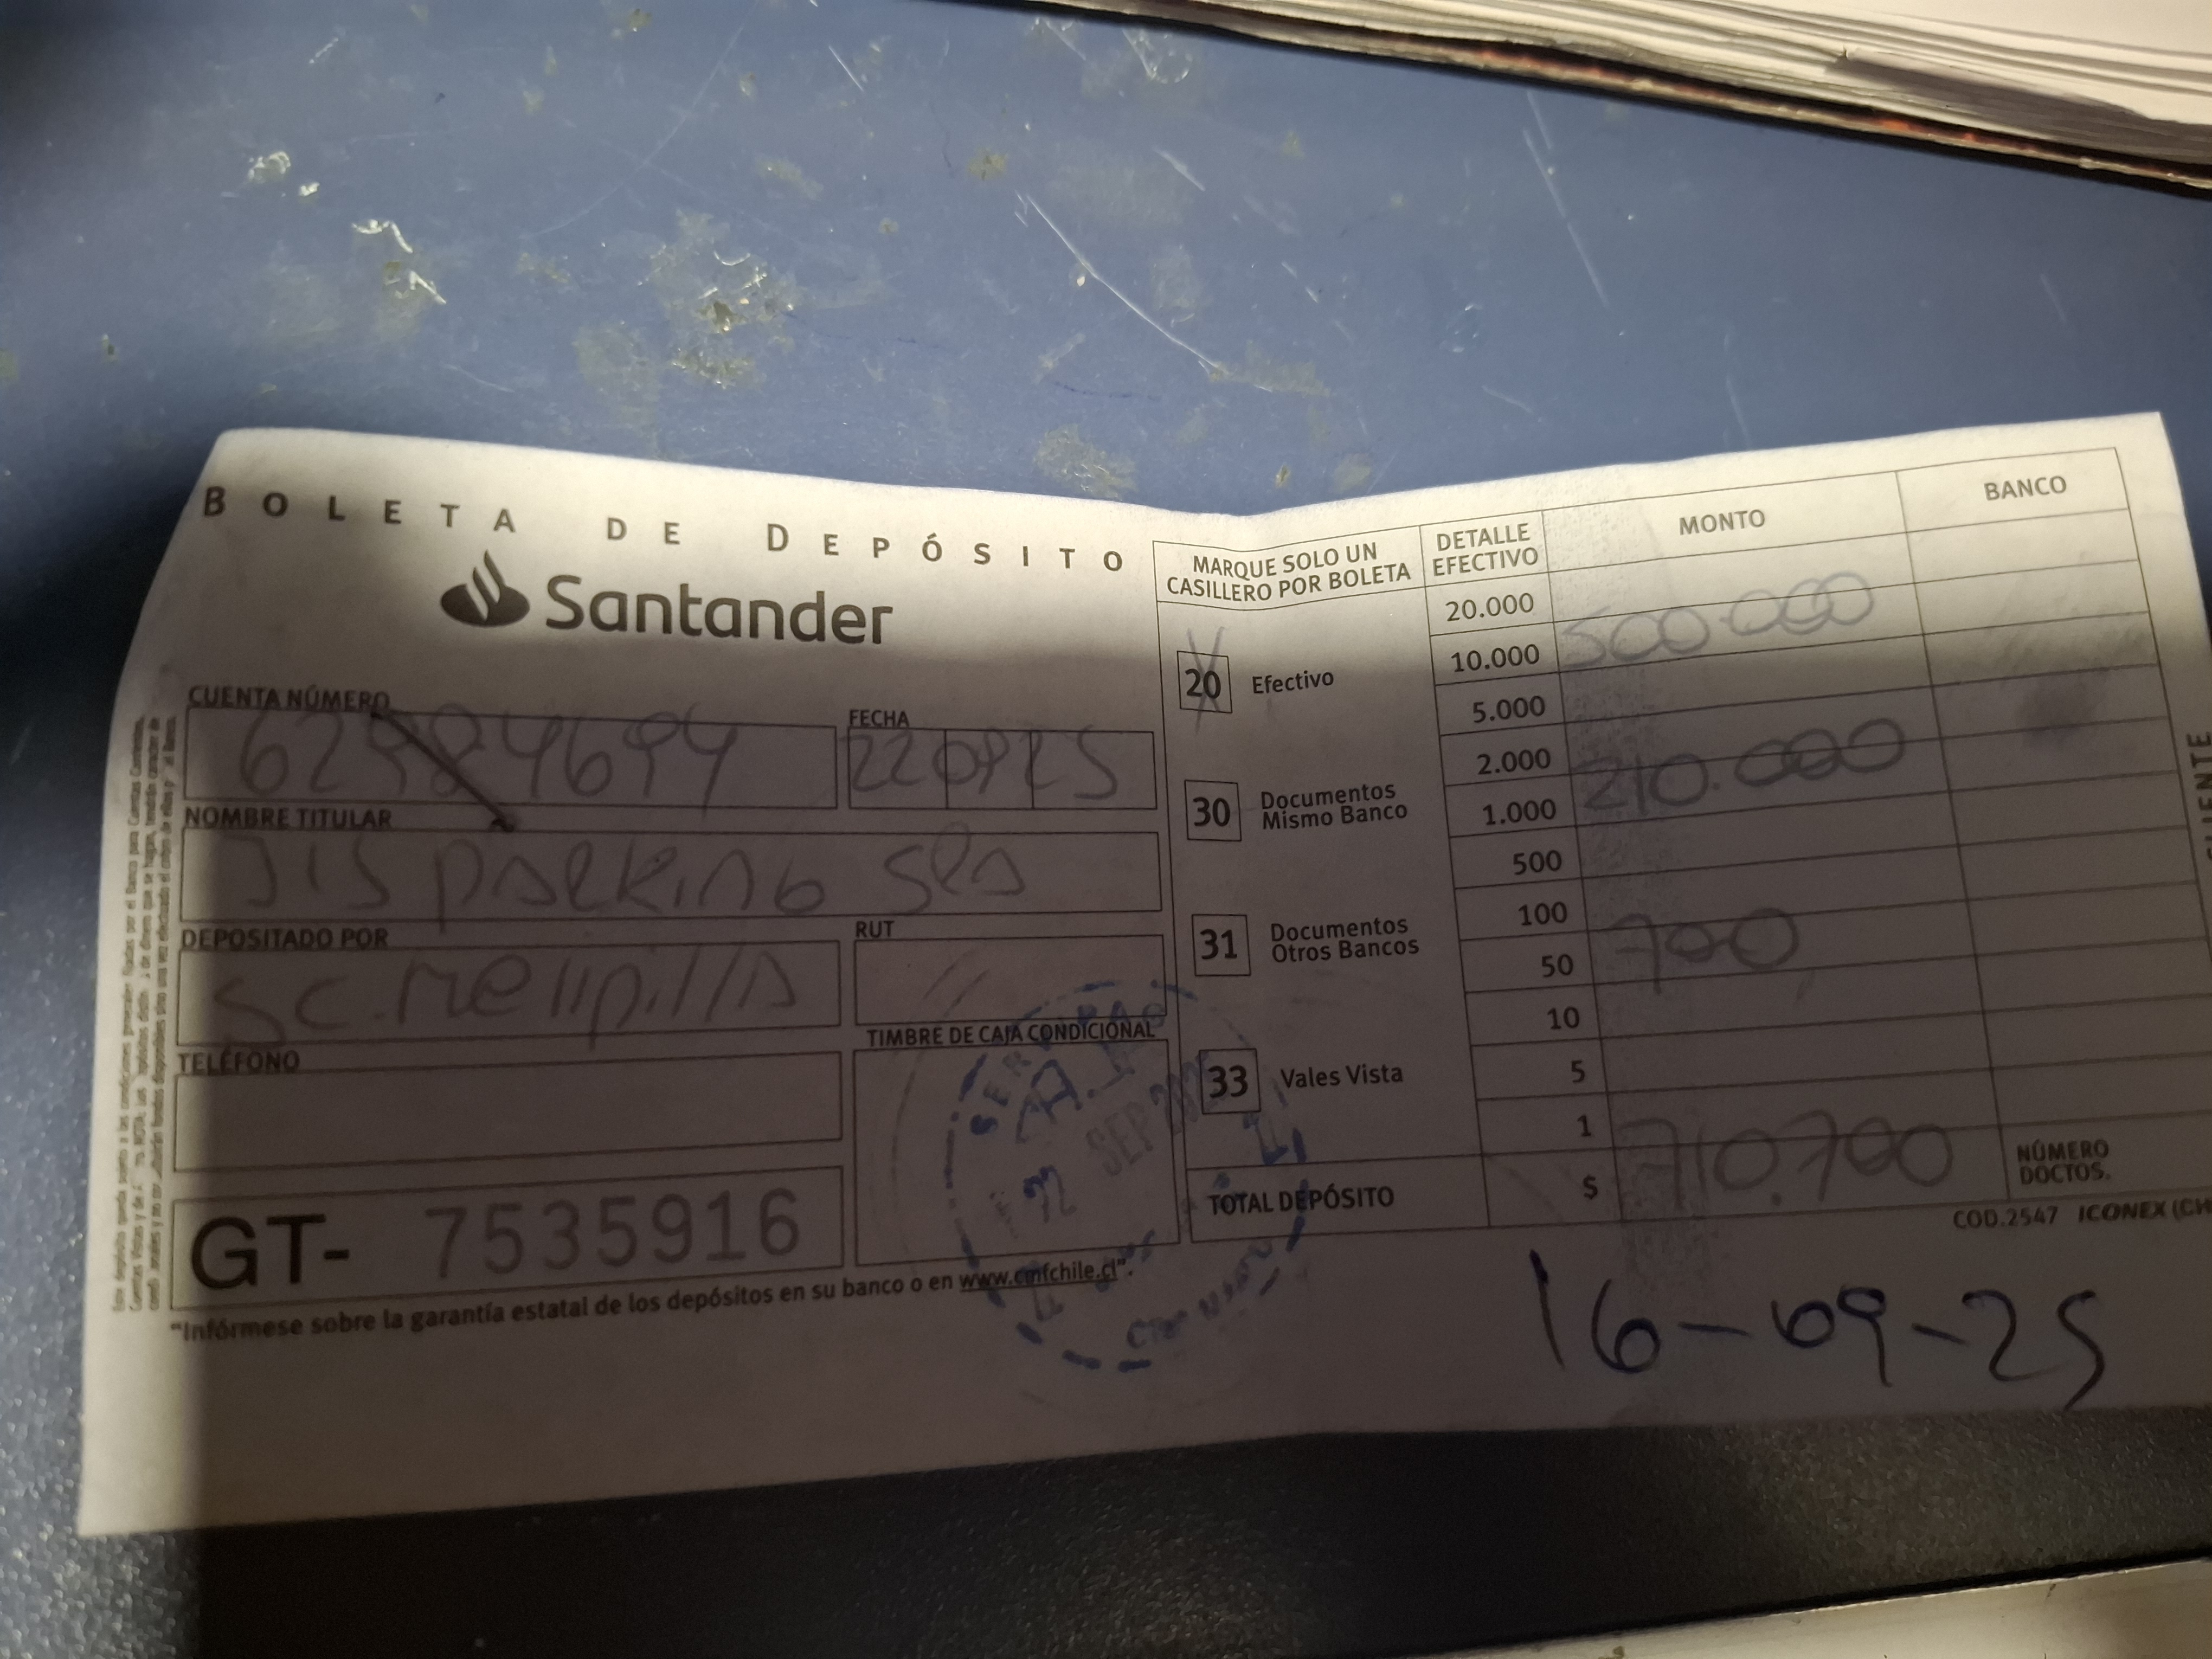 BOLETA DE DEPÓSITO
Santander
CUENTA NÚMERO
FECHA
220925
NOMBRE TITULAR
JIS parking spa
DEPOSITADO POR
SC. Melipilla
RUT
TELÉFONO
TIMBRE DE CAJA CONDICIONAL
22 SEP
GT- 7535916
"Infórmese sobre la garantía estatal de los depósitos en su banco o en www.cmfchile.cl".
MARQUE SOLO UN CASILLERO POR BOLETA
20 Efectivo
30 Documentos Mismo Banco
31 Documentos Otros Bancos
33 Vales Vista
DETALLE EFECTIVO
MONTO
BANCO
20.000
10.000 500.000
5.000
2.000
1.000 210.000
500
100
50 700
10
5
1
TOTAL DEPÓSITO $ 710.700
NÚMERO DOCTOS.
COD.2547 ICONEX (CH
16-09-25